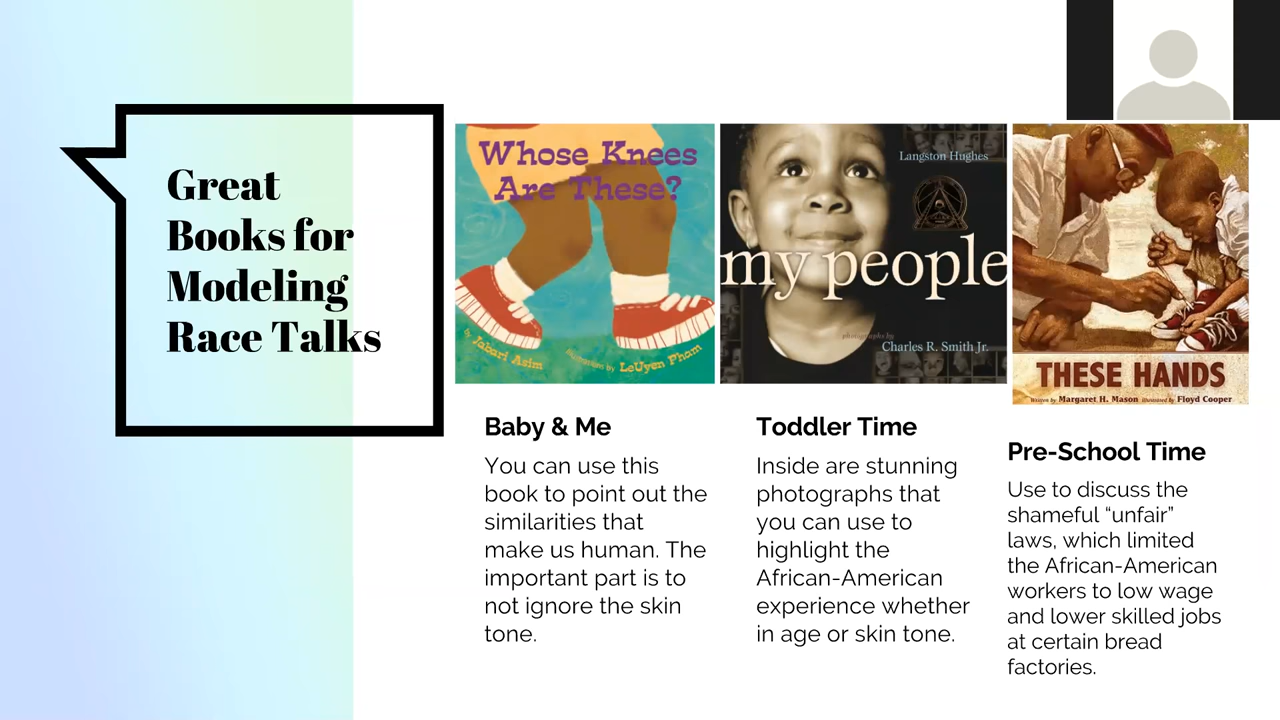 Great
Books for
Modeling
Race Talks
Whose Knees
Are These?
by Jabari Asim
illustrations by LeUyen Pham
Langston Hughes
my people
photographs by
Charles R. Smith Jr.
THESE HANDS
Written by Margaret H. Mason Illustrated by Floyd Cooper
Baby & Me
You can use this
book to point out the
similarities that
make us human. The
important part is to
not ignore the skin
tone.
Toddler Time
Inside are stunning
photographs that
you can use to
highlight the
African-American
experience whether
in age or skin tone.
Pre-School Time
Use to discuss the
shameful “unfair”
laws, which limited
the African-American
workers to low wage
and lower skilled jobs
at certain bread
factories.